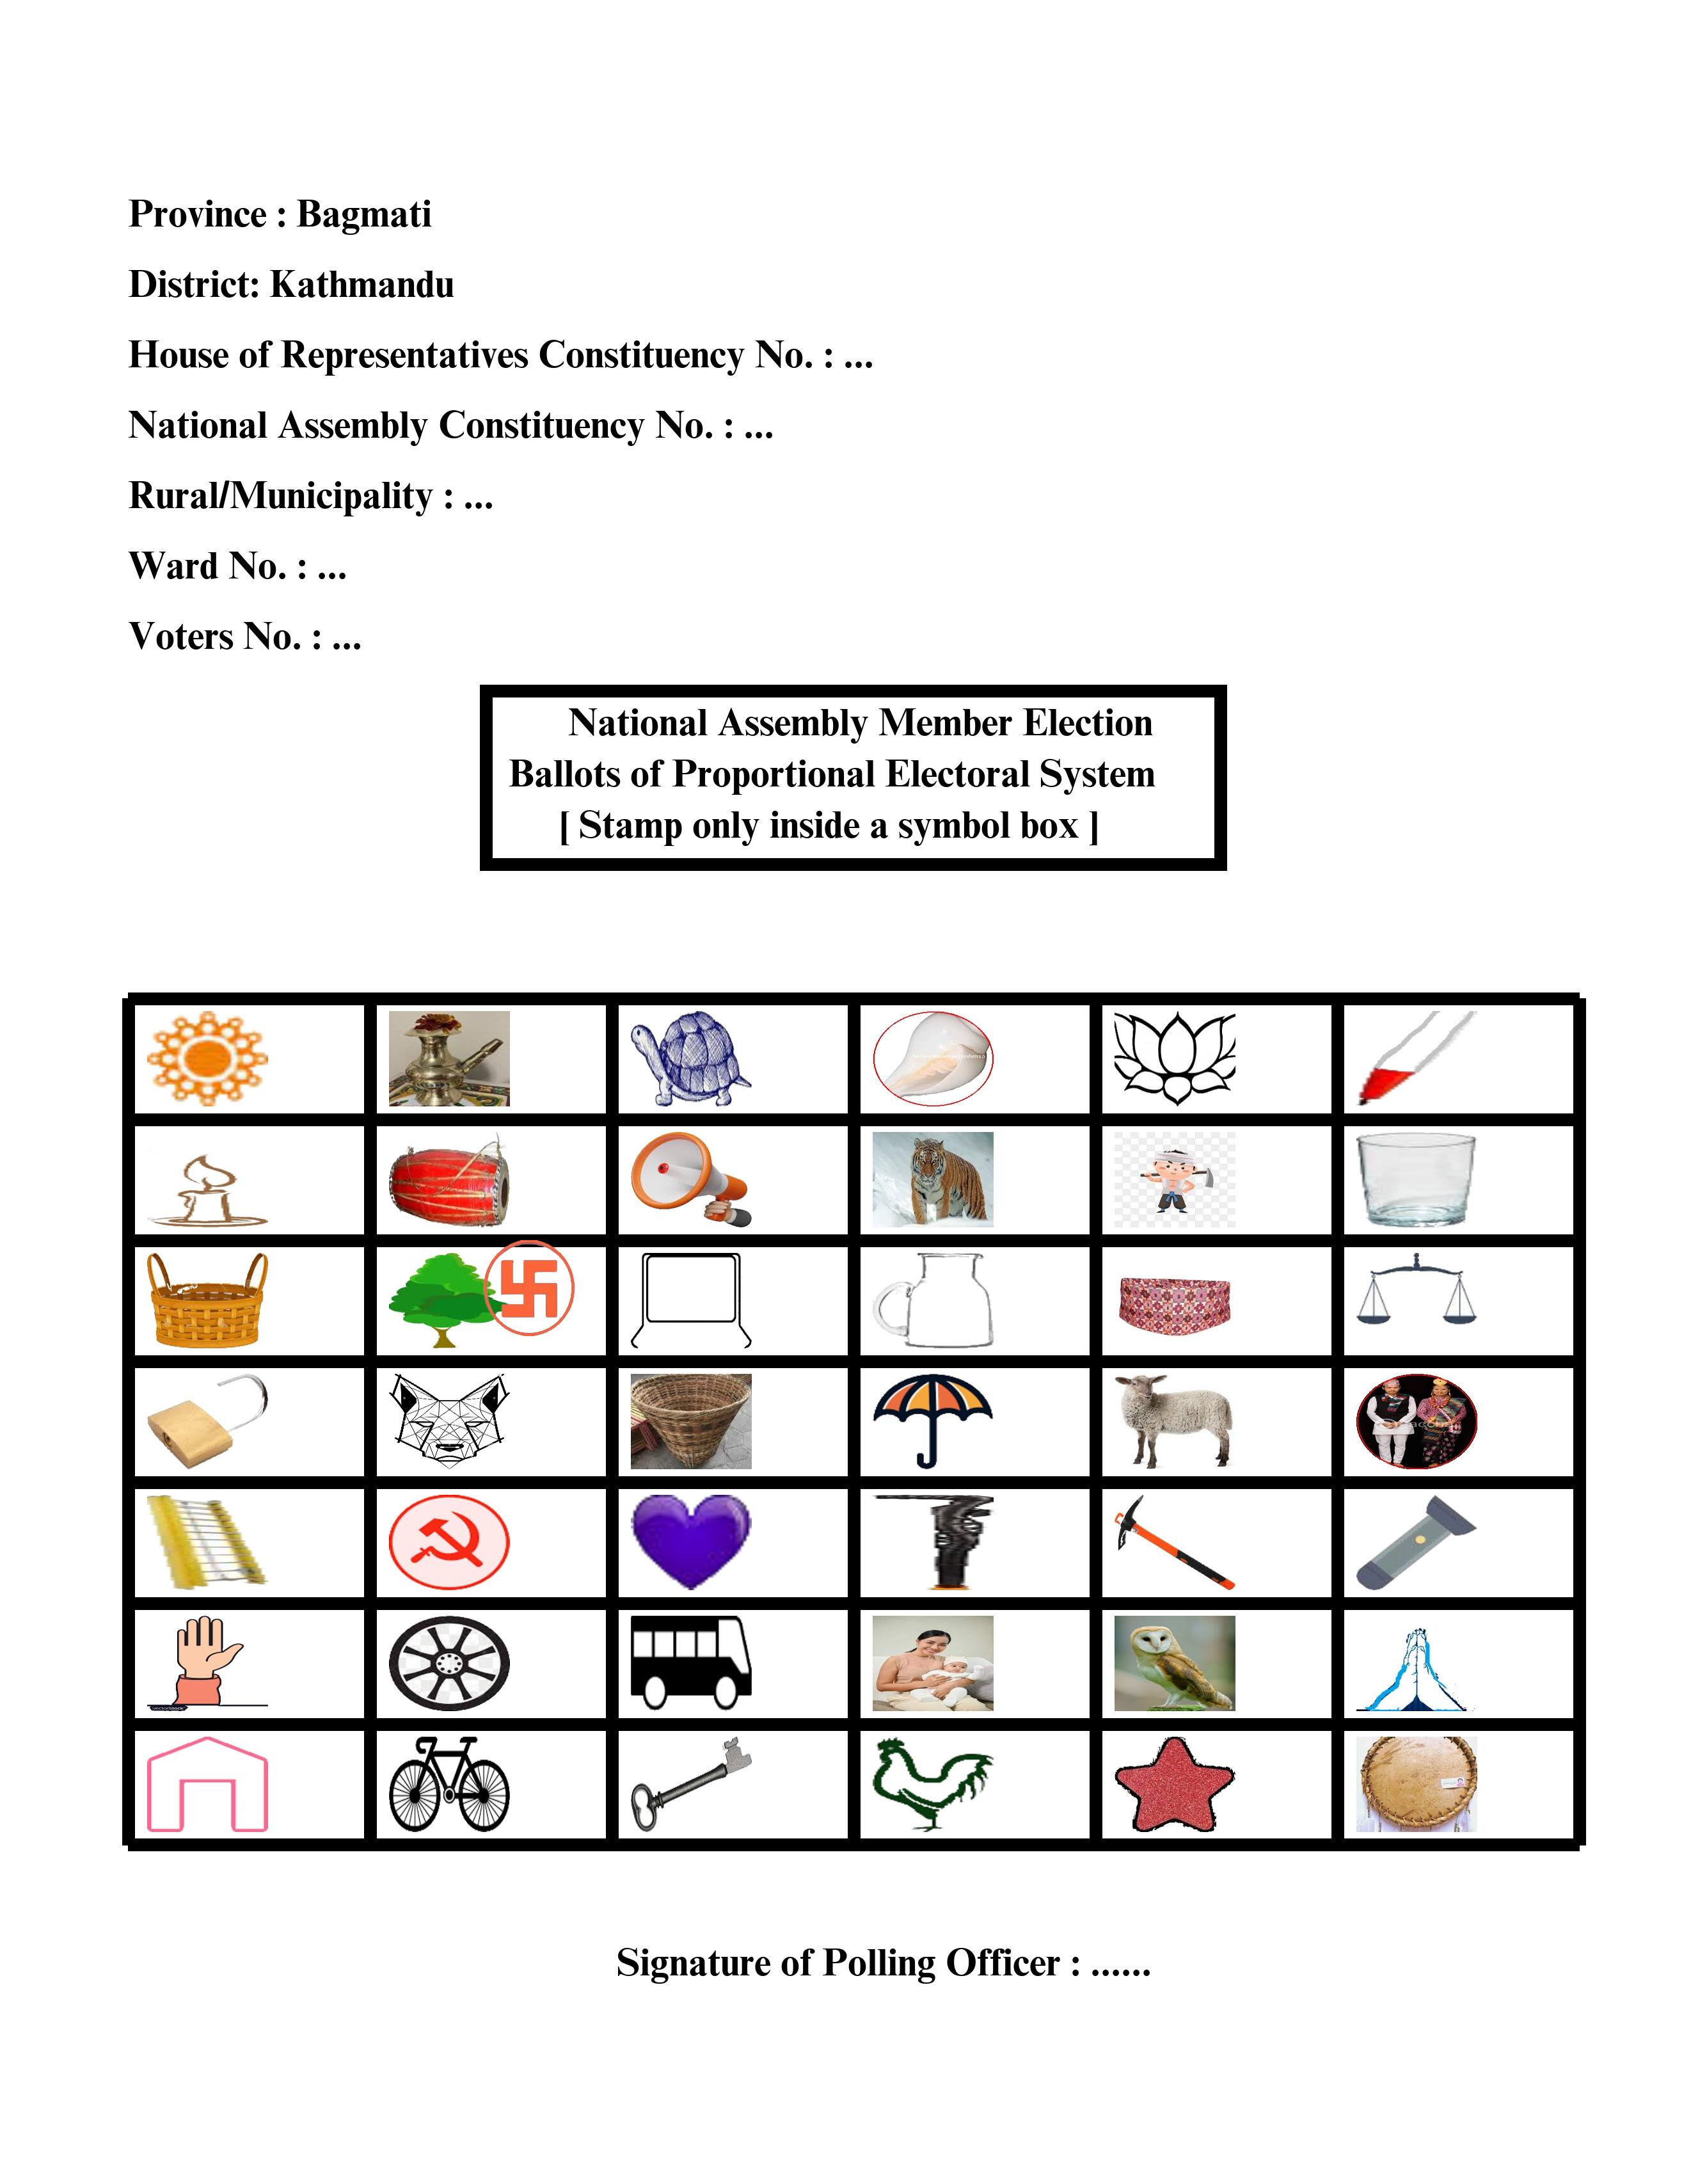 Province : Bagmati
District: Kathmandu
House of Representatives Constituency No. : ...
National Assembly Constituency No. : ...
Rural/Municipality : ...
Ward No. : ...
Voters No. : ...
National Assembly Member Election
Ballots of Proportional Electoral System
[ Stamp only inside a symbol box ]
Signature of Polling Officer : ......